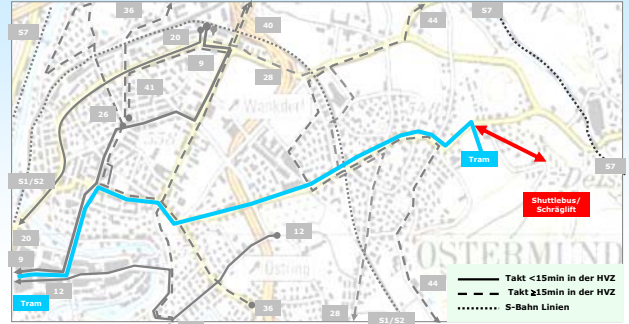 36
20
40
44
S7
S7
9
28
41
26
Wankdorf
Tram
S7
Shuttlebus/
Schräglift
S1/S2
20
12
9
12
Tram
Ostring
OSTERMUND
36
28
S1/S2
44
Takt <15min in der HVZ
Takt ≥15min in der HVZ
S-Bahn Linien